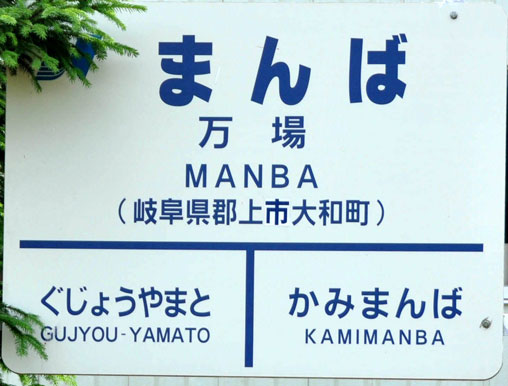 まんば
万場
MANBA
(岐阜県郡上市大和町)
ぐじょうやまと
GUJYOU-YAMATO
かみまんば
KAMIMANBA